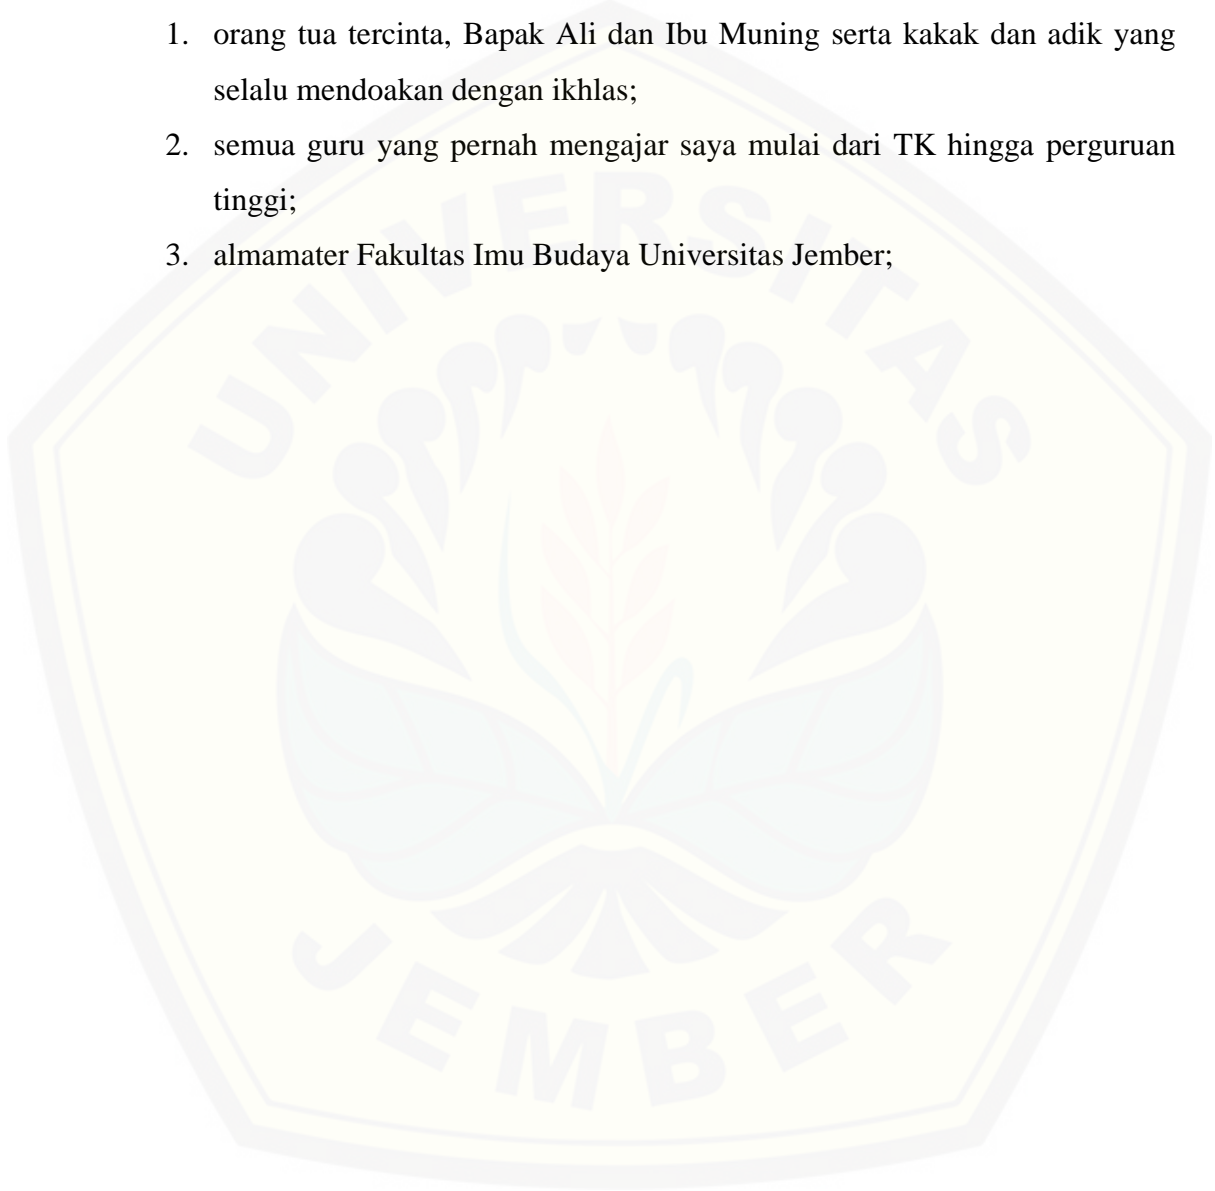 1. orang tua tercinta, Bapak Ali dan Ibu Muning serta kakak dan adik yang
selalu mendoakan dengan ikhlas;
2. semua guru yang pernah mengajar saya mulai dari TK hingga perguruan
tinggi;
3. almamater Fakultas Imu Budaya Universitas Jember;
UNIVERSITAS
JEMBER